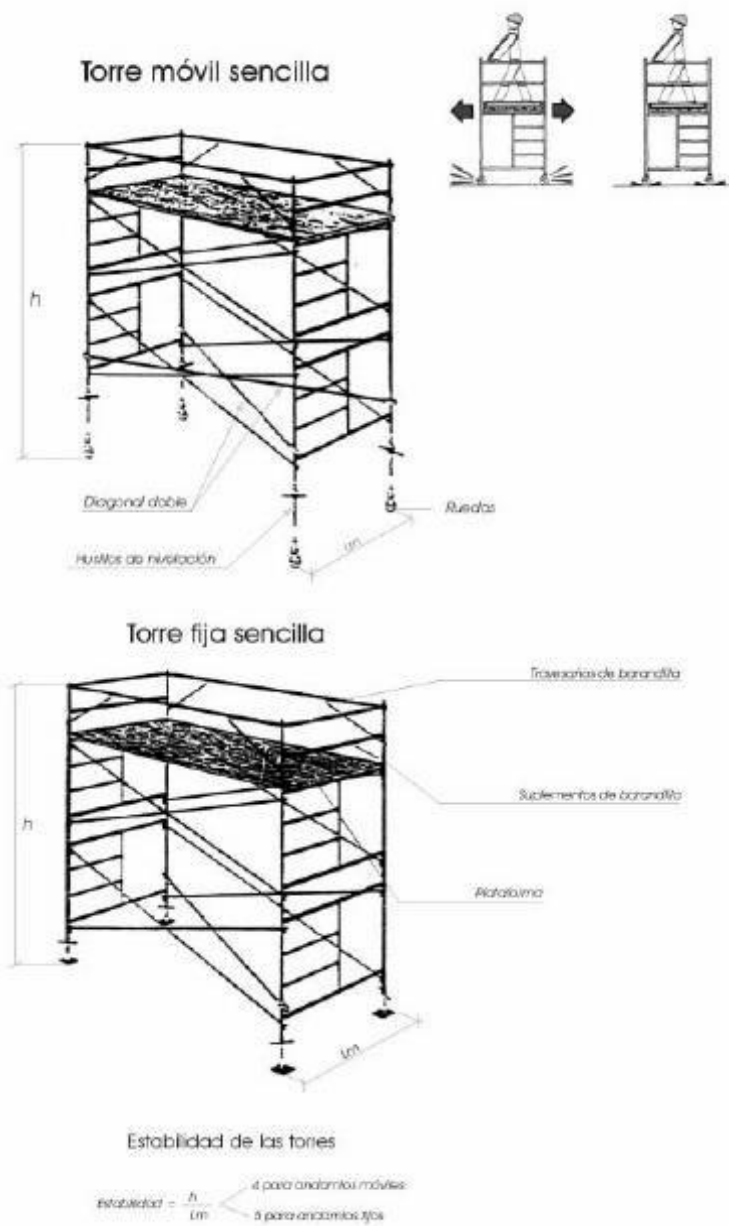 Torre móvil sencilla
h
Diagonal doble
Husillos de nivelación
Ruedas
Lm
Torre fija sencilla
Travesaños de barandilla
h
Suplementos de barandilla
Plataforma
Lm
Estabilidad de las torres
Estabilidad = h / Lm
4 para andamios móviles
5 para andamios fijos